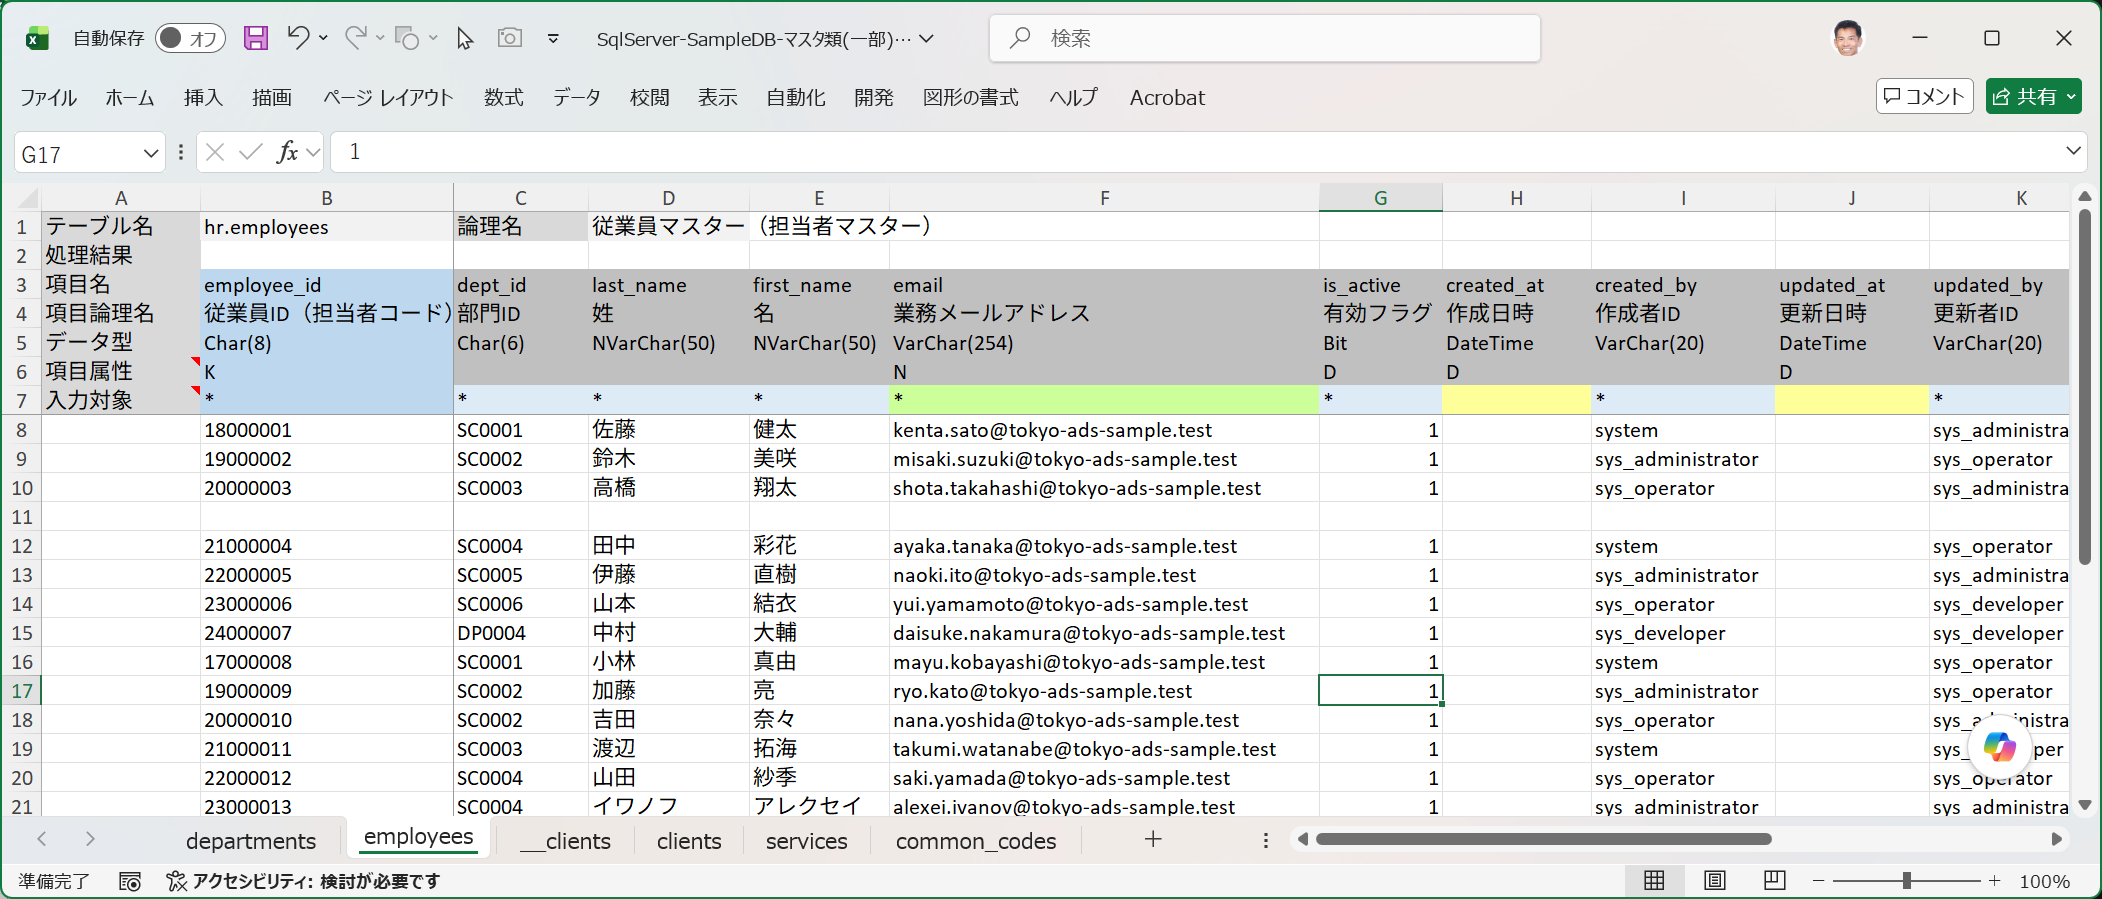 自動保存 オフ SqlServer-SampleDB-マスタ類(一部)… 検索
ファイル ホーム 挿入 描画 ページ レイアウト 数式 データ 校閲 表示 自動化 開発 図形の書式 ヘルプ Acrobat コメント 共有
G17 fx 1
A B C D E F G H I J K
1 テーブル名 hr.employees 論理名 従業員マスター（担当者マスター）
2 処理結果
3 項目名 employee_id dept_id last_name first_name email is_active created_at created_by updated_at updated_by
4 項目論理名 従業員ID（担当者コード） 部門ID 姓 名 業務メールアドレス 有効フラグ 作成日時 作成者ID 更新日時 更新者ID
5 データ型 Char(8) Char(6) NVarChar(50) NVarChar(50) VarChar(254) Bit DateTime VarChar(20) DateTime VarChar(20)
6 項目属性 K N D D D
7 入力対象 * * * * * * * *
8 18000001 SC0001 佐藤 健太 kenta.sato@tokyo-ads-sample.test 1 system sys_administra
9 19000002 SC0002 鈴木 美咲 misaki.suzuki@tokyo-ads-sample.test 1 sys_administrator sys_operator
10 20000003 SC0003 高橋 翔太 shota.takahashi@tokyo-ads-sample.test 1 sys_operator sys_administra
11
12 21000004 SC0004 田中 彩花 ayaka.tanaka@tokyo-ads-sample.test 1 system sys_operator
13 22000005 SC0005 伊藤 直樹 naoki.ito@tokyo-ads-sample.test 1 sys_administrator sys_administra
14 23000006 SC0006 山本 結衣 yui.yamamoto@tokyo-ads-sample.test 1 sys_operator sys_developer
15 24000007 DP0004 中村 大輔 daisuke.nakamura@tokyo-ads-sample.test 1 sys_developer sys_developer
16 17000008 SC0001 小林 真由 mayu.kobayashi@tokyo-ads-sample.test 1 system sys_operator
17 19000009 SC0002 加藤 亮 ryo.kato@tokyo-ads-sample.test 1 sys_administrator sys_operator
18 20000010 SC0002 吉田 奈々 nana.yoshida@tokyo-ads-sample.test 1 sys_operator
19 21000011 SC0003 渡辺 拓海 takumi.watanabe@tokyo-ads-sample.test 1 system
20 22000012 SC0004 山田 紗季 saki.yamada@tokyo-ads-sample.test 1 sys_operator sys_operator
21 23000013 SC0004 イワノフ アレクセイ alexei.ivanov@tokyo-ads-sample.test 1 sys_administrator sys_administra
departments employees __clients clients services common_codes
準備完了 アクセシビリティ: 検討が必要です 100%